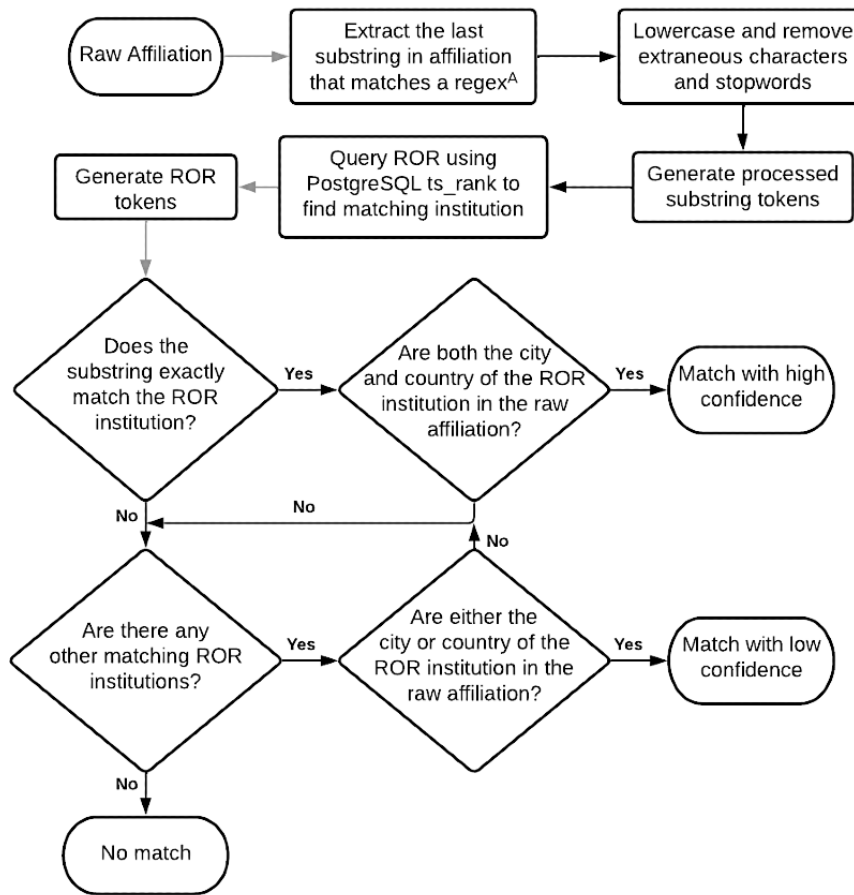 Raw Affiliation
Extract the last
substring in affiliation
that matches a regexᴬ
Lowercase and remove
extraneous characters
and stopwords
Generate ROR
tokens
Query ROR using
PostgreSQL ts_rank to
find matching institution
Generate processed
substring tokens
Does the
substring exactly
match the ROR
institution?
Yes
Are both the city
and country of the ROR
institution in the raw
affiliation?
Yes
Match with high
confidence
No
No
No
Are there any
other matching ROR
institutions?
Yes
Are either the
city or country of the
ROR institution in the
raw affiliation?
Yes
Match with low
confidence
No
No match